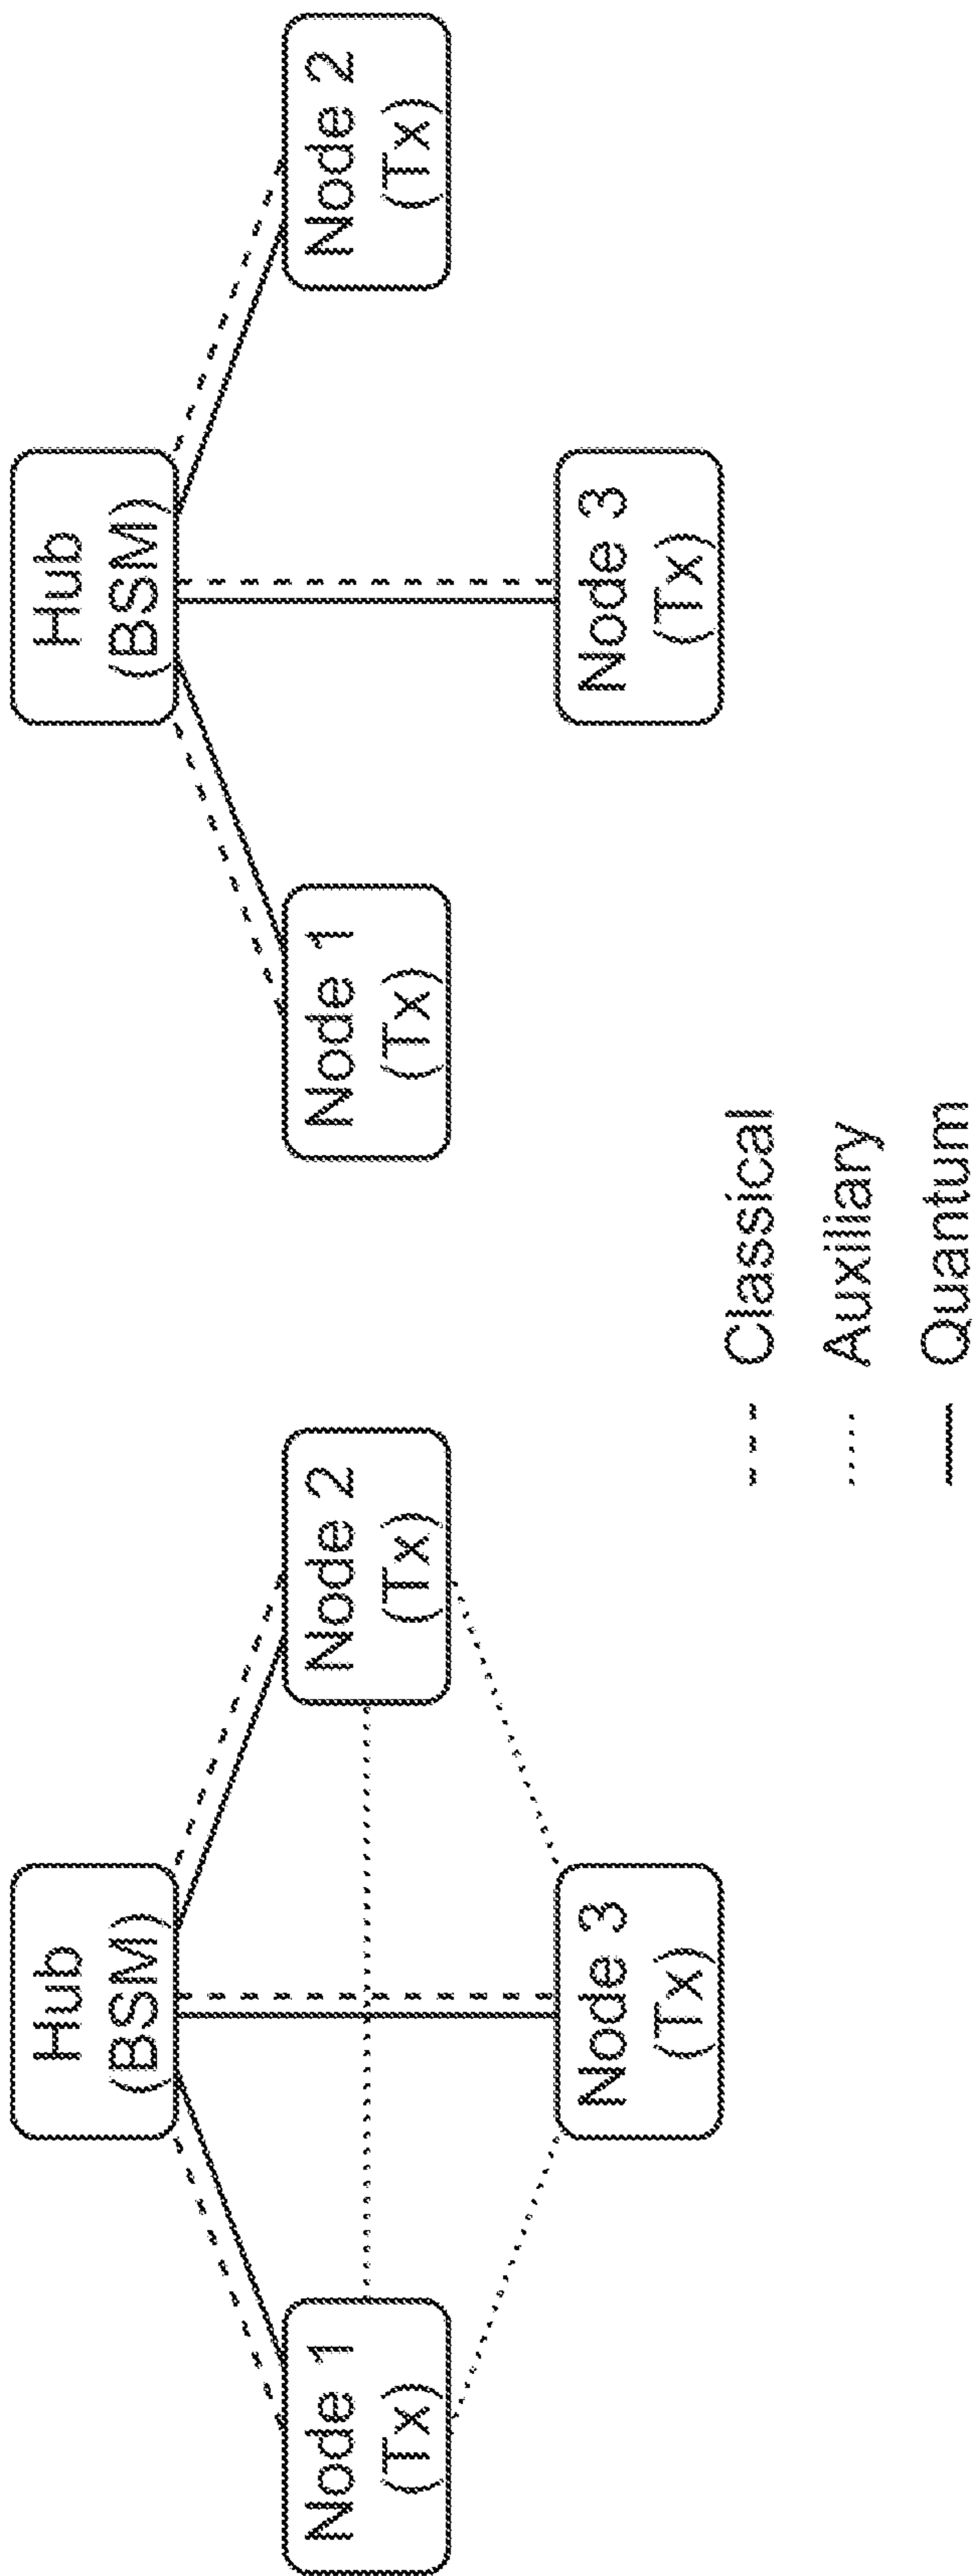 Hub
(BSM)
Node 1
(Tx)
Node 2
(Tx)
Node 3
(Tx)
Hub
(BSM)
Node 1
(Tx)
Node 2
(Tx)
Node 3
(Tx)
Classical
Auxiliary
Quantum